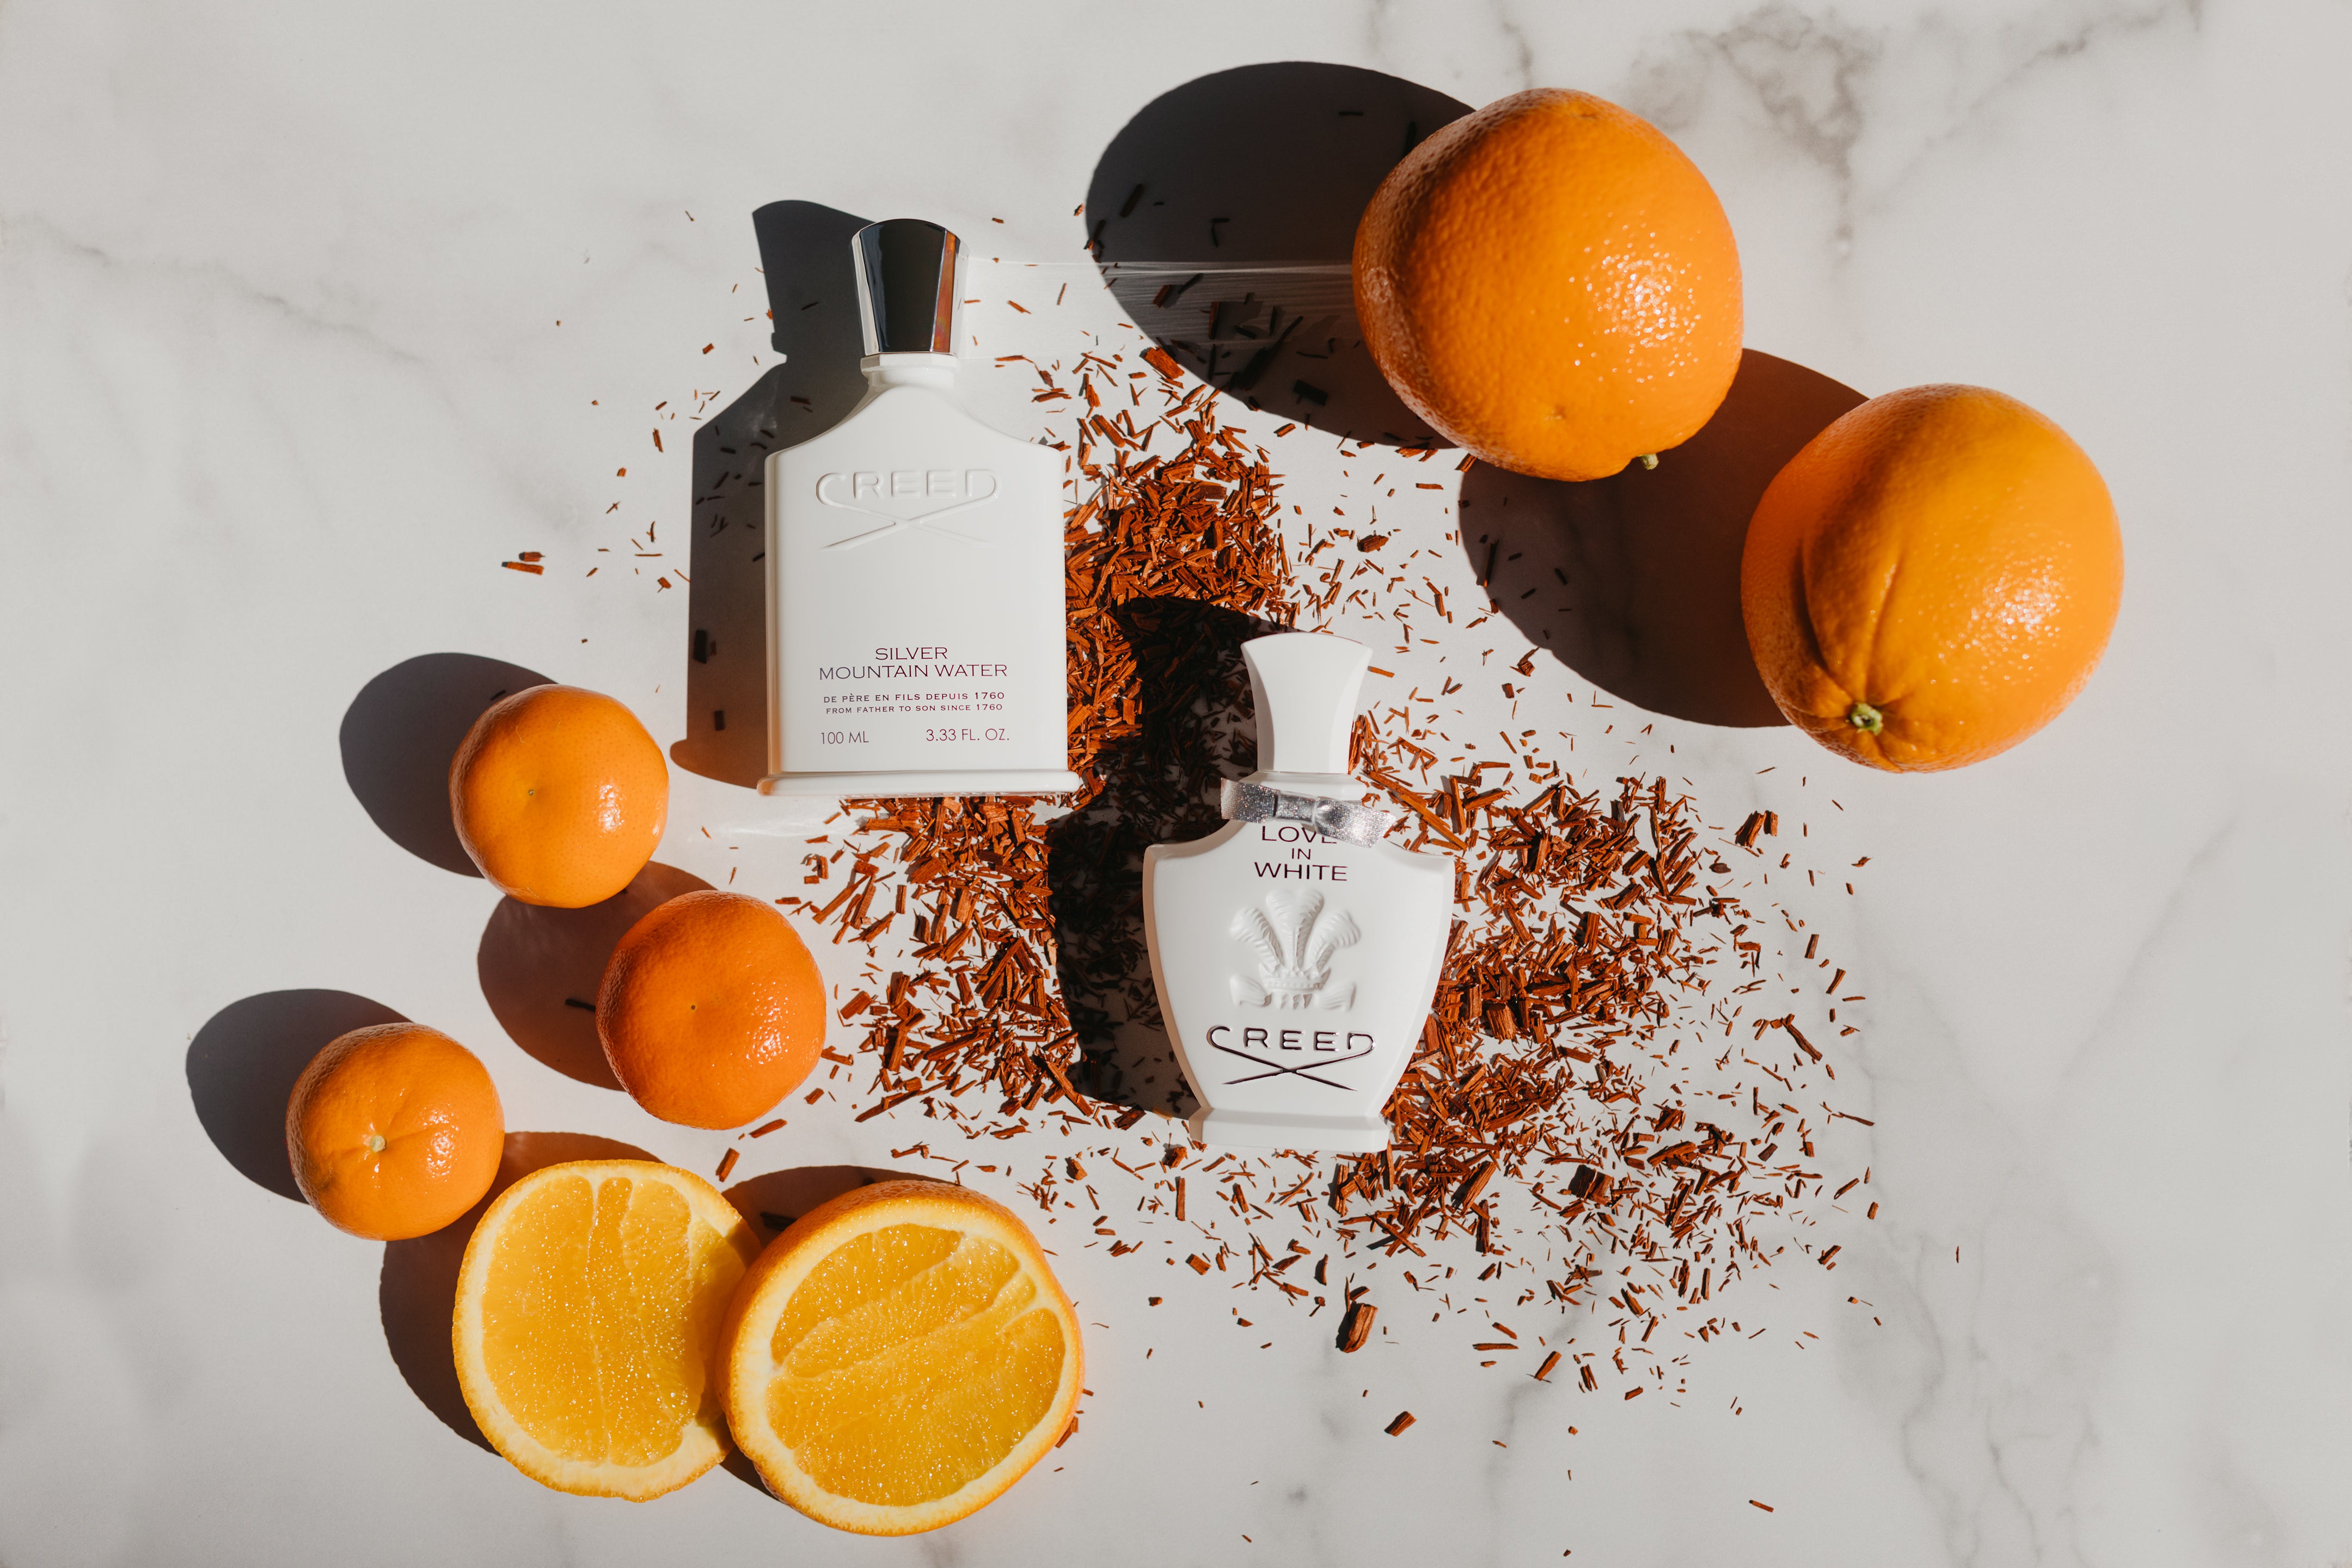 CREED
SILVER
MOUNTAIN WATER
DE PÈRE EN FILS DEPUIS 1760
FROM FATHER TO SON SINCE 1760
100 ML 3.33 FL. OZ.
LOVE
IN
WHITE
CREED